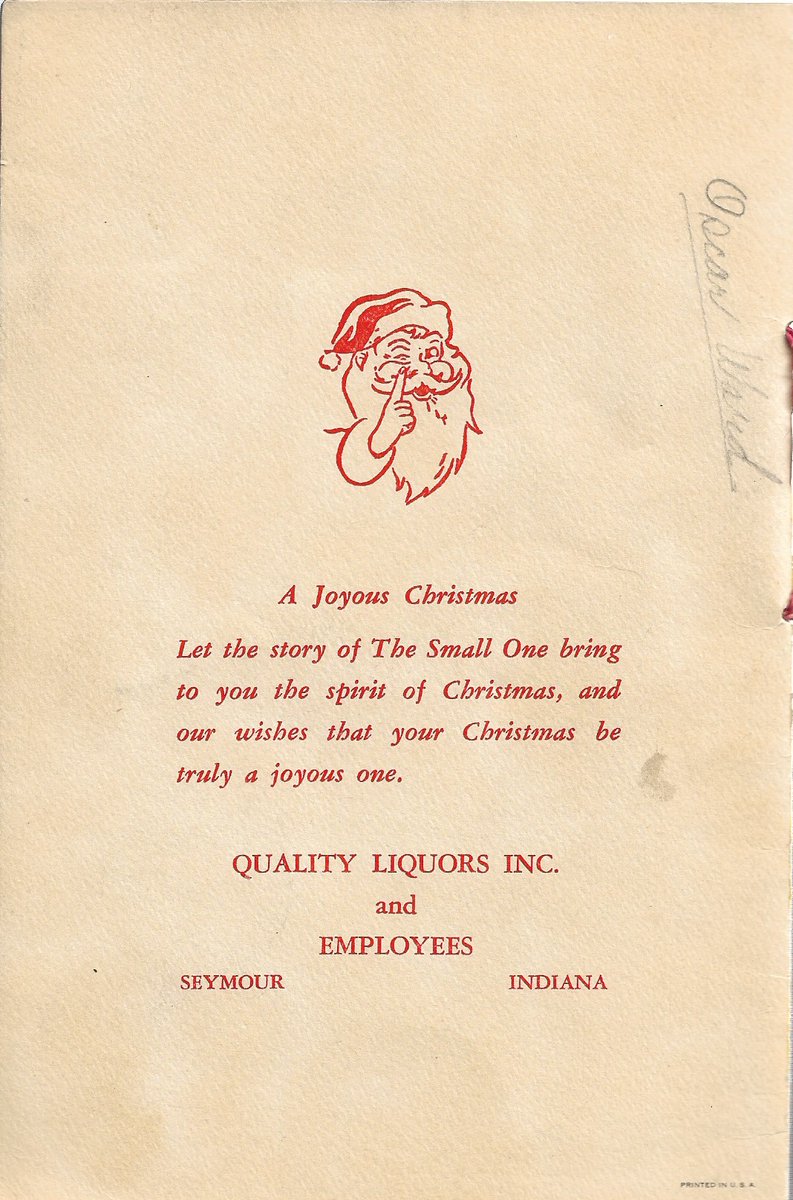 Oscar Ward
A Joyous Christmas
Let the story of The Small One bring
to you the spirit of Christmas, and
our wishes that your Christmas be
truly a joyous one.
QUALITY LIQUORS INC.
and
EMPLOYEES
SEYMOUR INDIANA
PRINTED IN U. S. A.